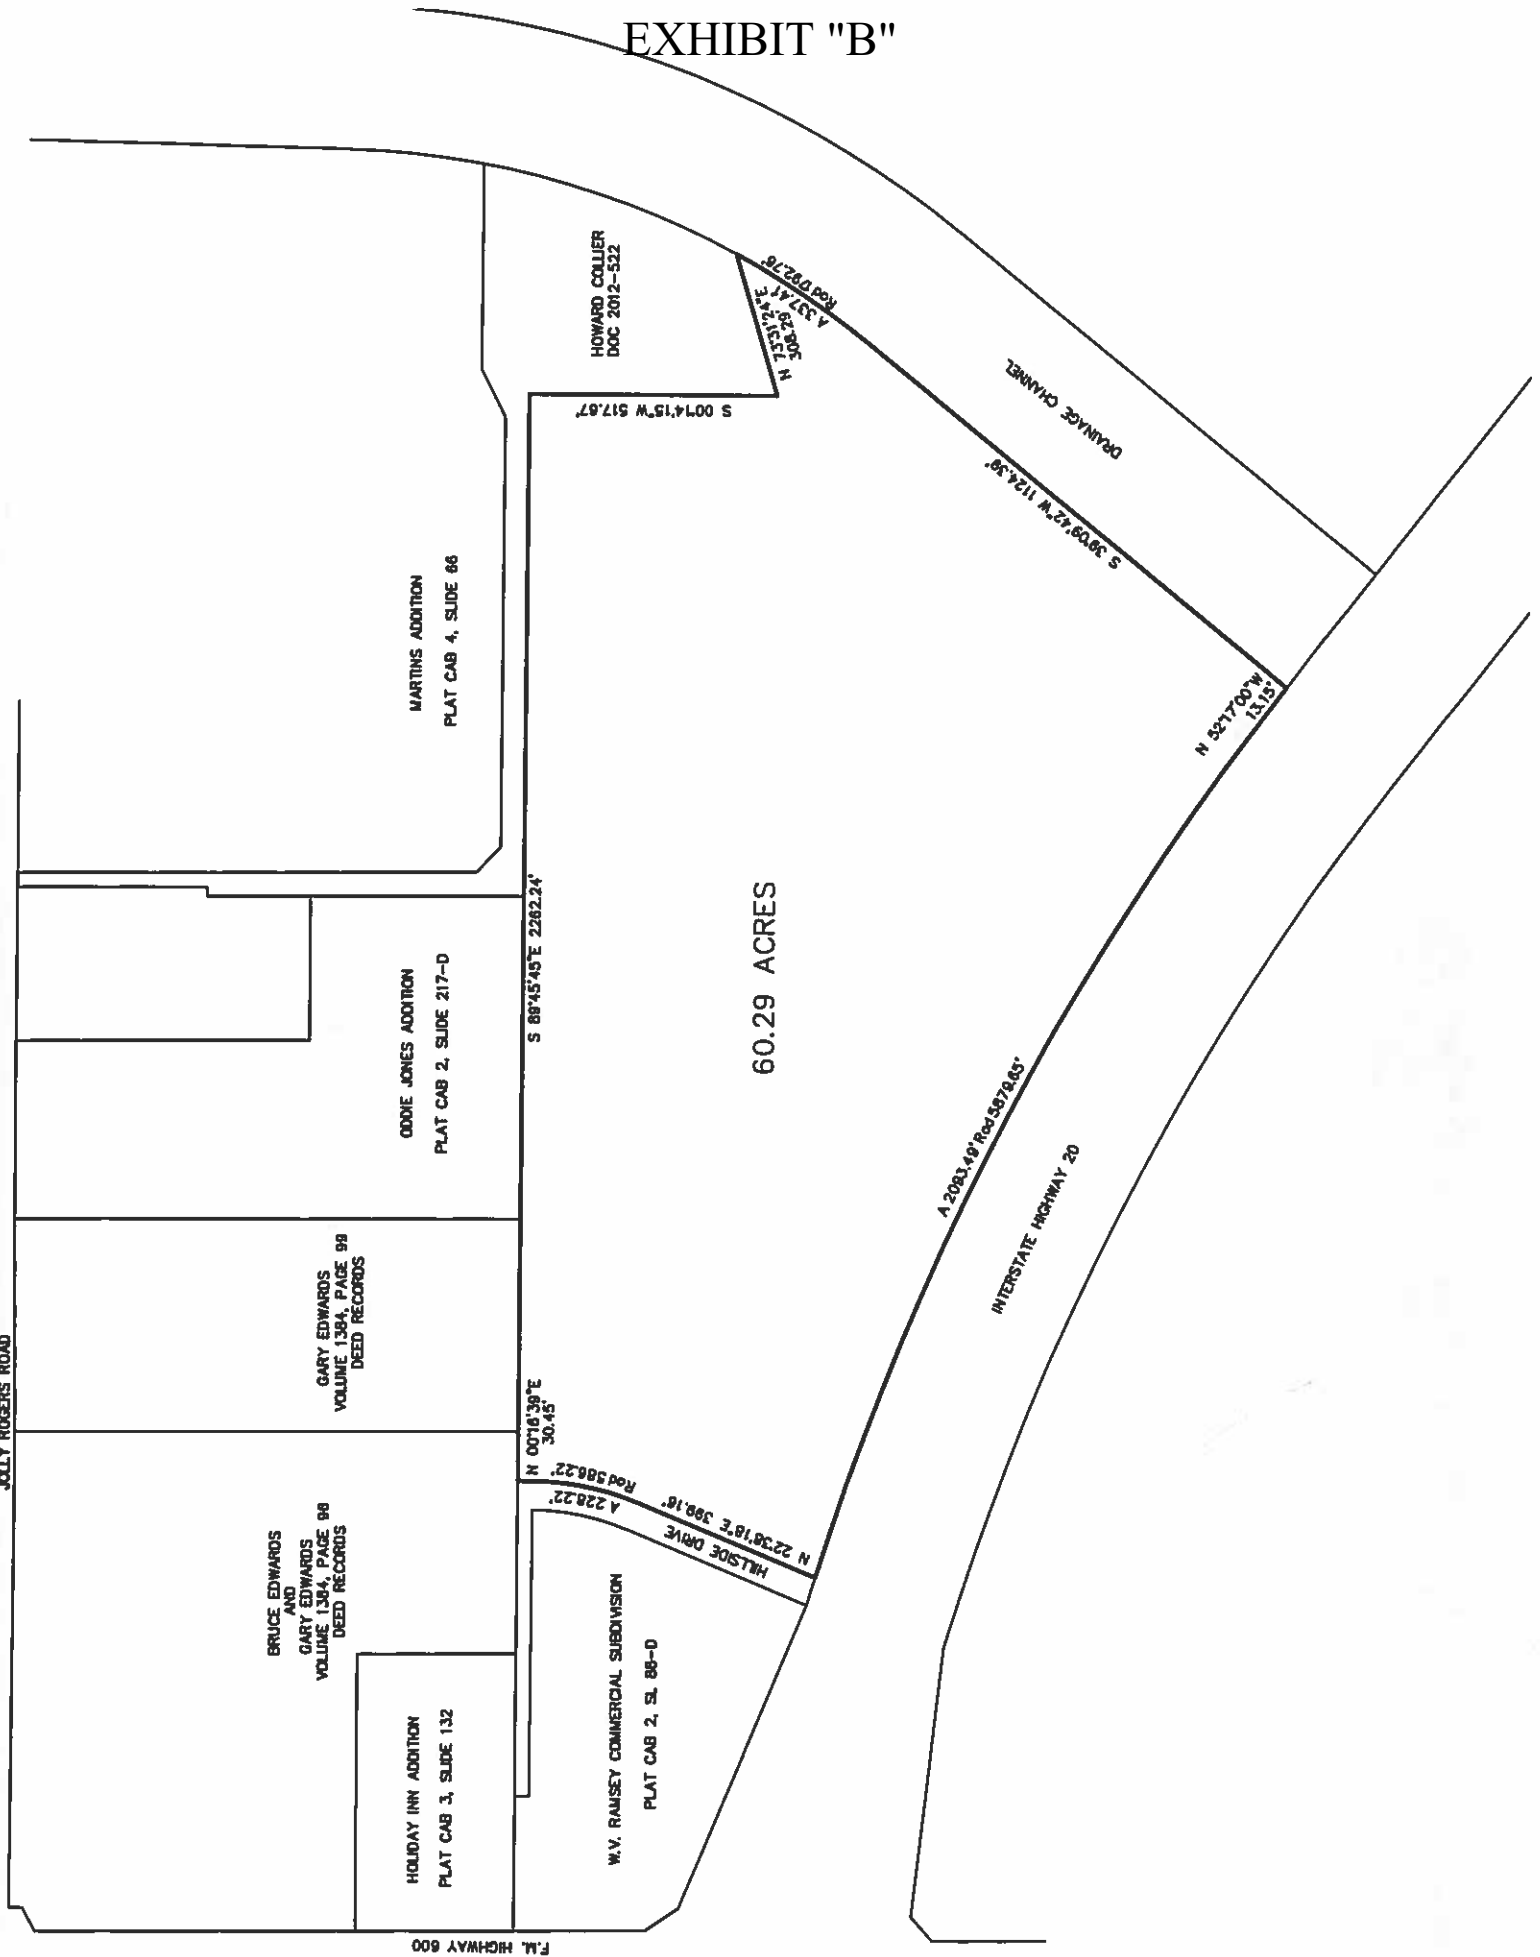 EXHIBIT "B"
JOLLY ROGERS ROAD
F.M. HIGHWAY 600
HOLIDAY INN ADDITION
PLAT CAB 3, SLIDE 132
BRUCE EDWARDS
AND
GARY EDWARDS
VOLUME 1384, PAGE 98
DEED RECORDS
GARY EDWARDS
VOLUME 1384, PAGE 99
DEED RECORDS
ODDIE JONES ADDITION
PLAT CAB 2, SLIDE 217-D
MARTINS ADDITION
PLAT CAB 4, SLIDE 66
HOWARD COLLIER
DOC 2012-522
W.V. RAMSEY COMMERCIAL SUBDIVISION
PLAT CAB 2, SL 88-D
HILLSIDE DRIVE
N 22°38'18"E 399.16'
A 228.22'
Rad 586.22'
N 00°16'39"E
30.45'
S 89°45'45"E 2262.24'
S 00°14'15"W 517.67'
N 73°31'24"E
308.29'
A 337.41'
Rad 1792.76'
S 39°09'42"W 1124.39'
DRAINAGE CHANNEL
N 52°17'00"W
13.15'
A 2093.49' Rad 5879.65'
INTERSTATE HIGHWAY 20
60.29 ACRES